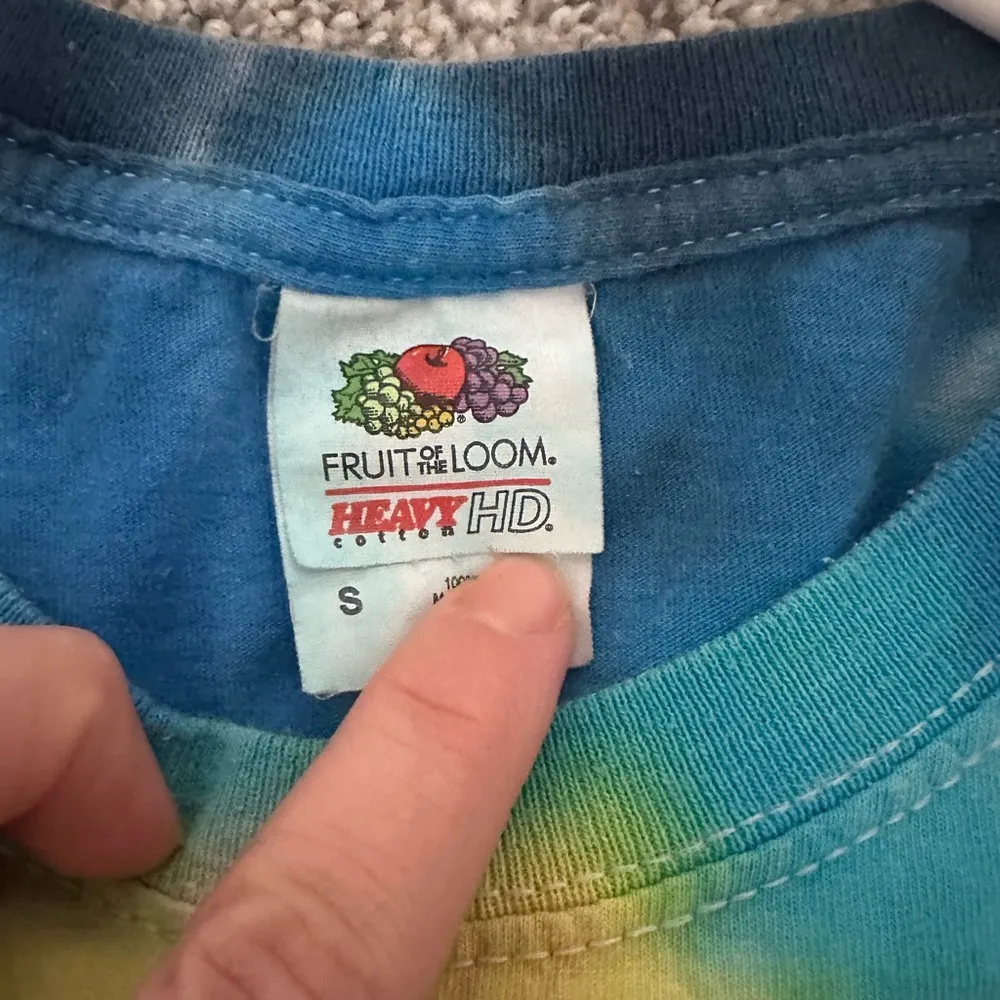 FRUIT OF THE LOOM®
HEAVY HD®
cotton
S